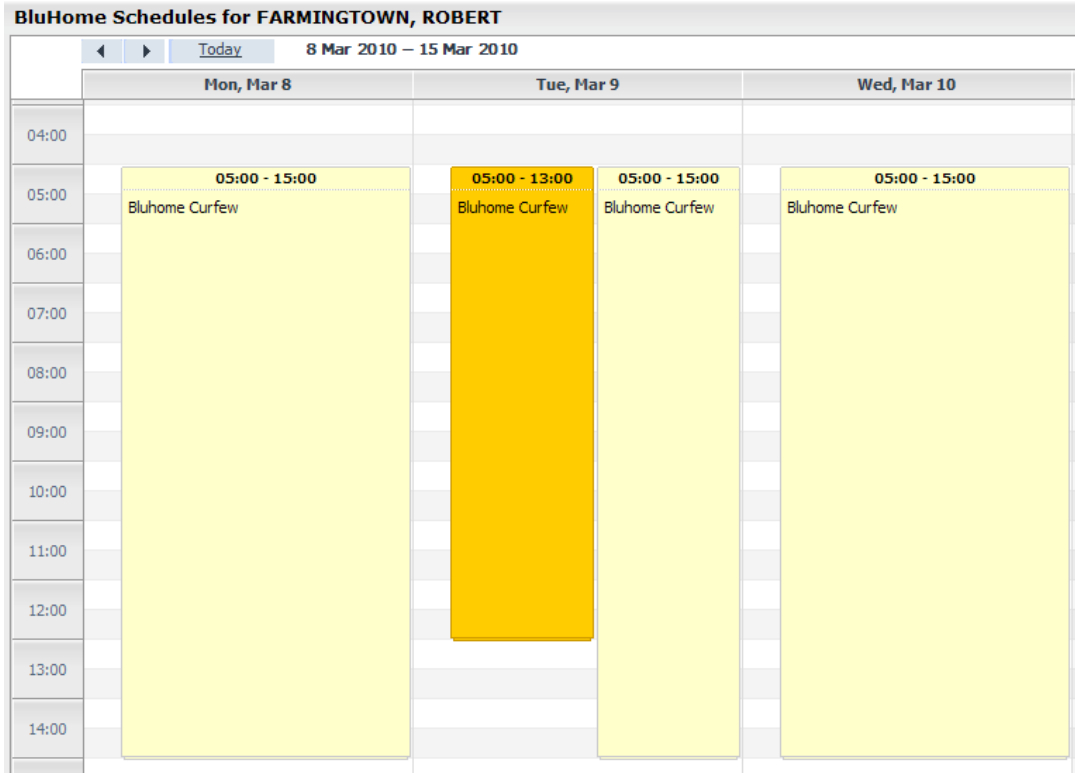 BluHome Schedules for FARMINGTOWN, ROBERT
Today 8 Mar 2010 – 15 Mar 2010
Mon, Mar 8 Tue, Mar 9 Wed, Mar 10
04:00
05:00 - 15:00 05:00 - 13:00 05:00 - 15:00 05:00 - 15:00
05:00
Bluhome Curfew Bluhome Curfew Bluhome Curfew Bluhome Curfew
06:00
07:00
08:00
09:00
10:00
11:00
12:00
13:00
14:00